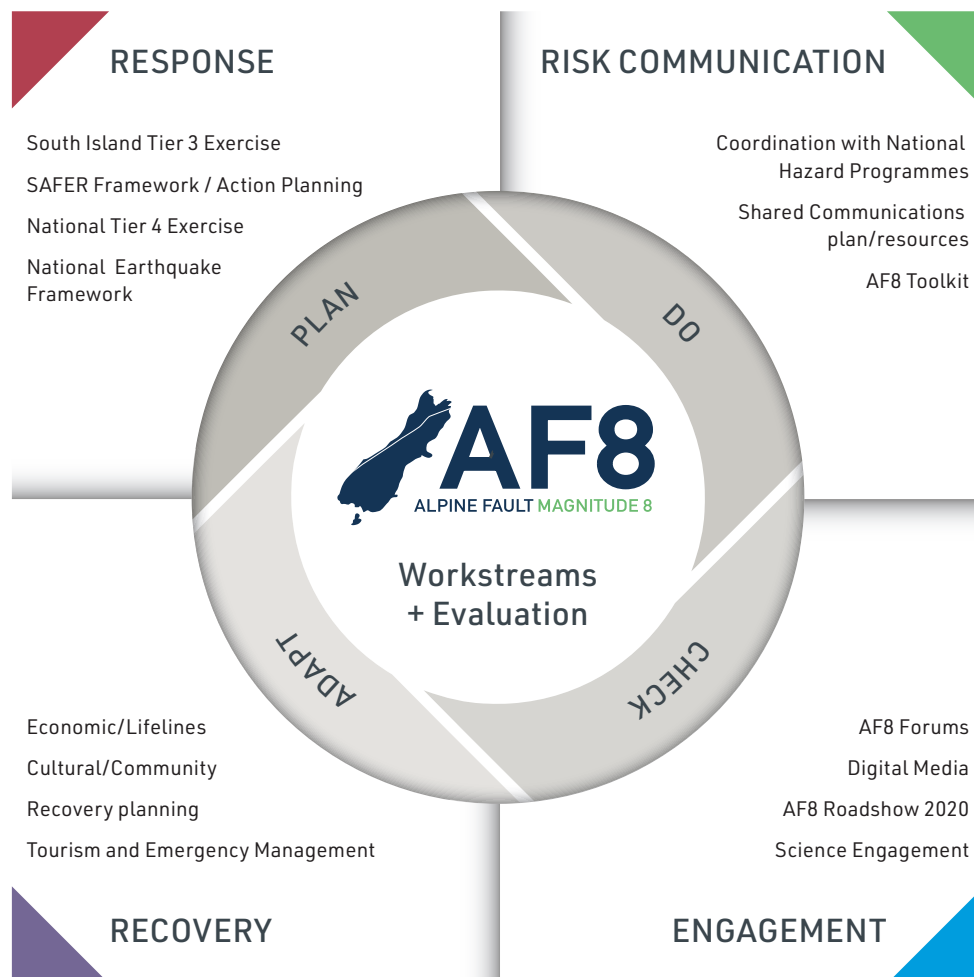 RESPONSE
South Island Tier 3 Exercise
SAFER Framework / Action Planning
National Tier 4 Exercise
National Earthquake
Framework
RISK COMMUNICATION
Coordination with National
Hazard Programmes
Shared Communications
plan/resources
AF8 Toolkit
PLAN
DO
AF8
ALPINE FAULT MAGNITUDE 8
Workstreams
+ Evaluation
ADAPT
CHECK
Economic/Lifelines
Cultural/Community
Recovery planning
Tourism and Emergency Management
RECOVERY
AF8 Forums
Digital Media
AF8 Roadshow 2020
Science Engagement
ENGAGEMENT